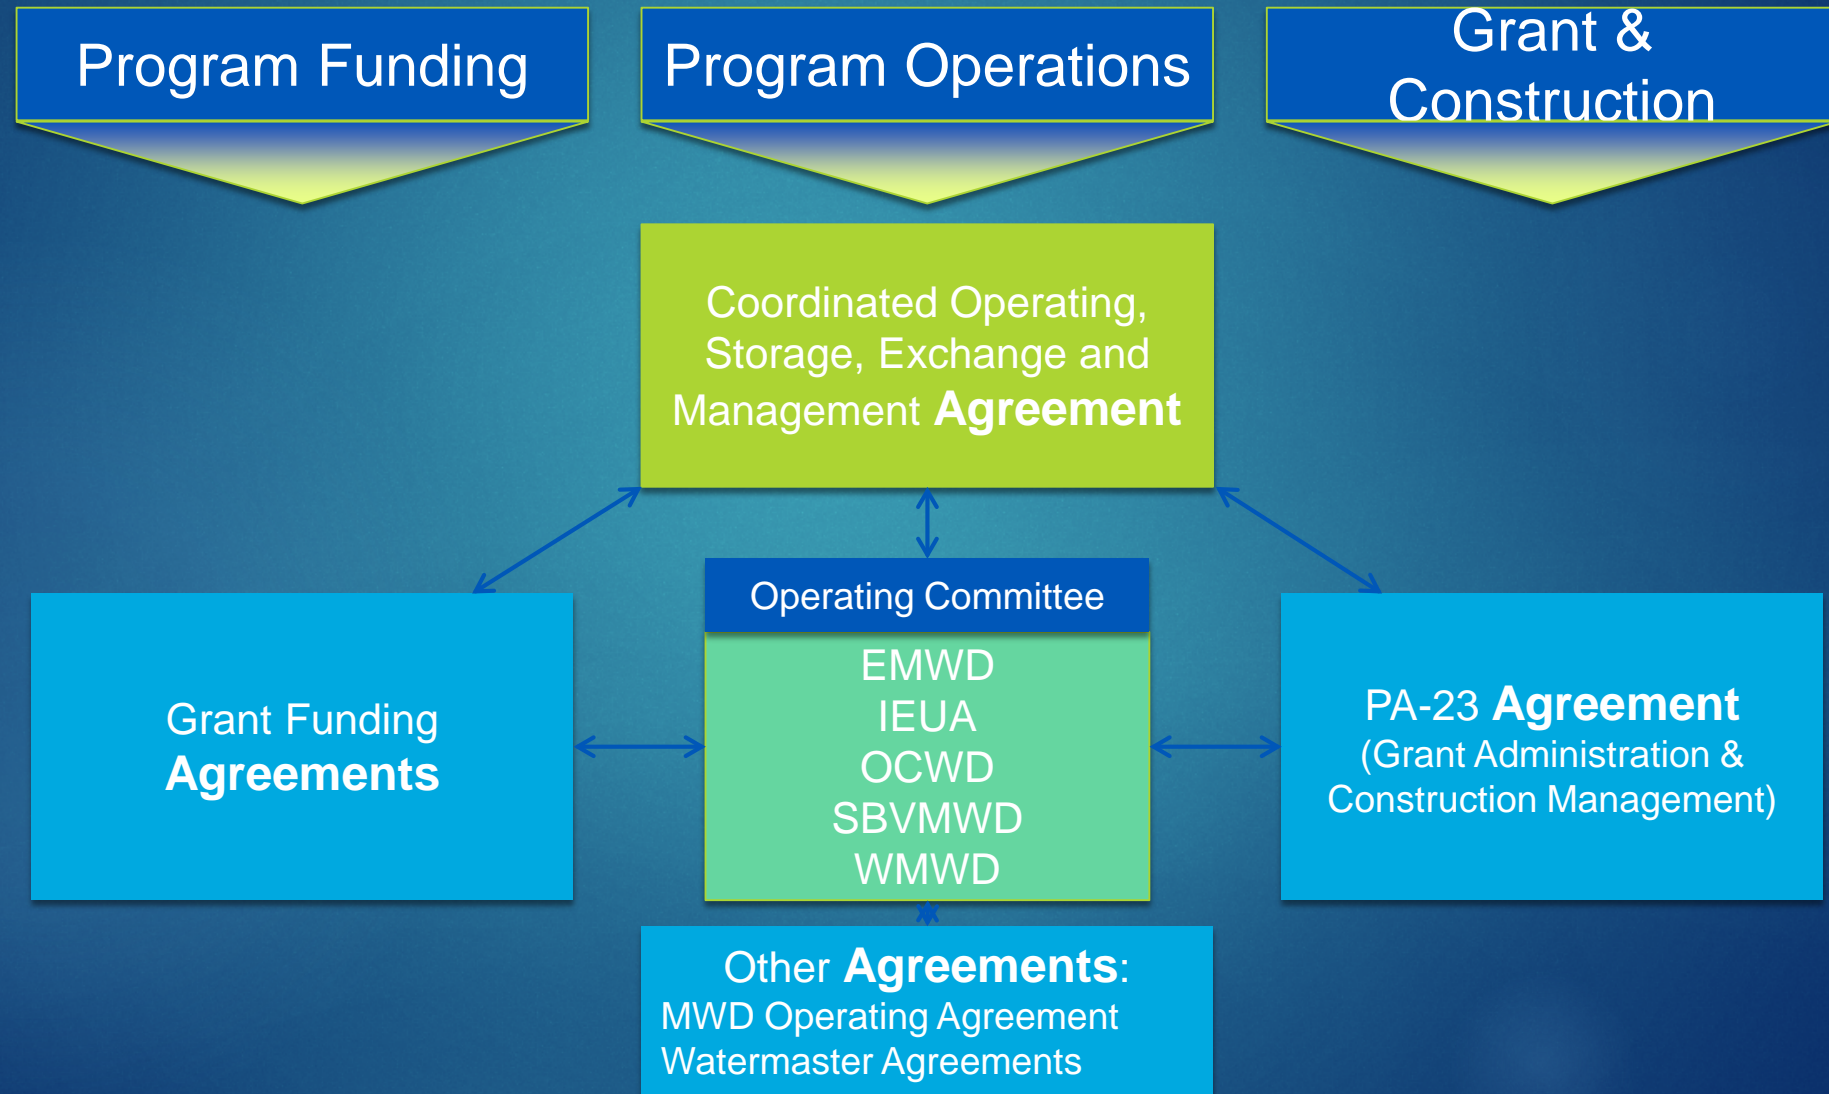 Program Funding
Program Operations
Grant &
Construction
Coordinated Operating,
Storage, Exchange and
Management Agreement
Operating Committee
EMWD
IEUA
OCWD
SBVMWD
WMWD
Grant Funding
Agreements
PA-23 Agreement
(Grant Administration &
Construction Management)
Other Agreements:
MWD Operating Agreement
Watermaster Agreements